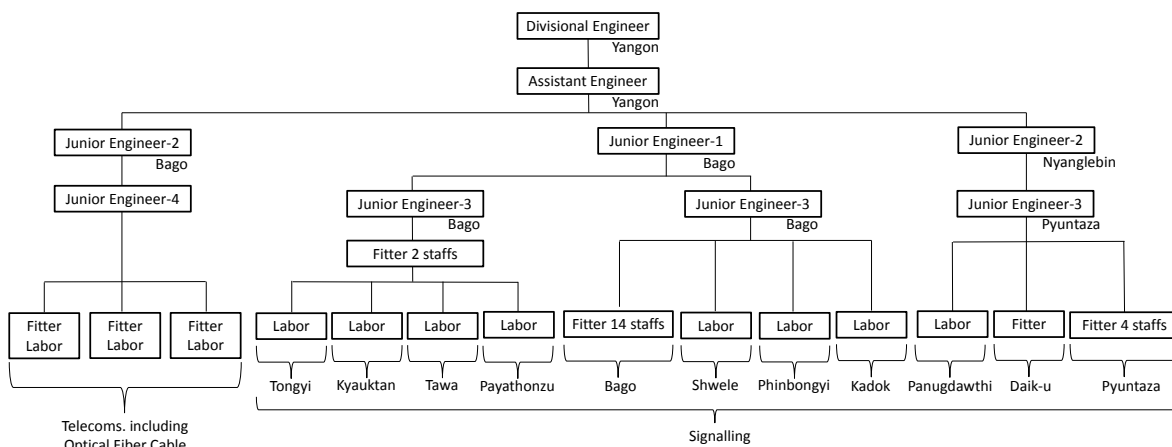 Divisional Engineer
Yangon
Assistant Engineer
Yangon
Junior Engineer-2
Bago
Junior Engineer-1
Bago
Junior Engineer-2
Nyanglebin
Junior Engineer-4
Junior Engineer-3
Bago
Junior Engineer-3
Bago
Junior Engineer-3
Pyuntaza
Fitter 2 staffs
Fitter
Labor
Fitter
Labor
Fitter
Labor
Labor
Labor
Labor
Labor
Fitter 14 staffs
Labor
Labor
Labor
Labor
Fitter
Fitter 4 staffs
Tongyi
Kyauktan
Tawa
Payathonzu
Bago
Shwele
Phinbongyi
Kadok
Panugdawthi
Daik-u
Pyuntaza
Telecoms. including
Optical Fiber Cable
Signalling